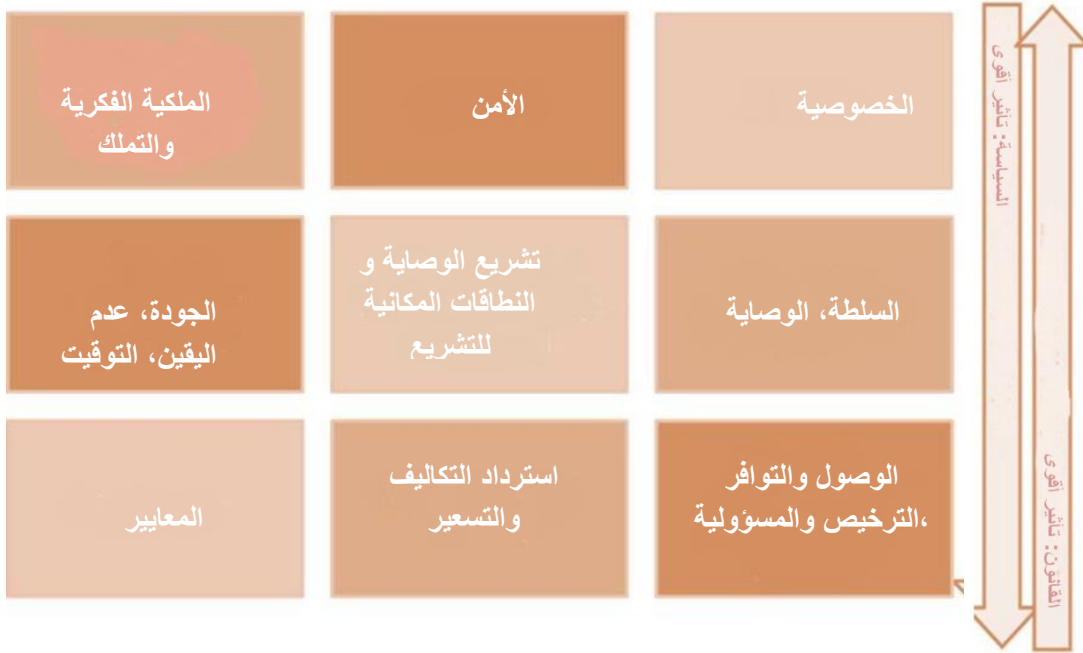 الخصوصية
الأمن
الملكية الفكرية
والتملك
السلطة، الوصاية
تشريع الوصاية و
النطاقات المكانية
للتشريع
الجودة، عدم
اليقين، التوقيت
الوصول والتوافر
،الترخيص والمسؤولية
استرداد التكاليف
والتسعير
المعايير
السياسة: تأثير أقوى
القانون: تأثير أقوى